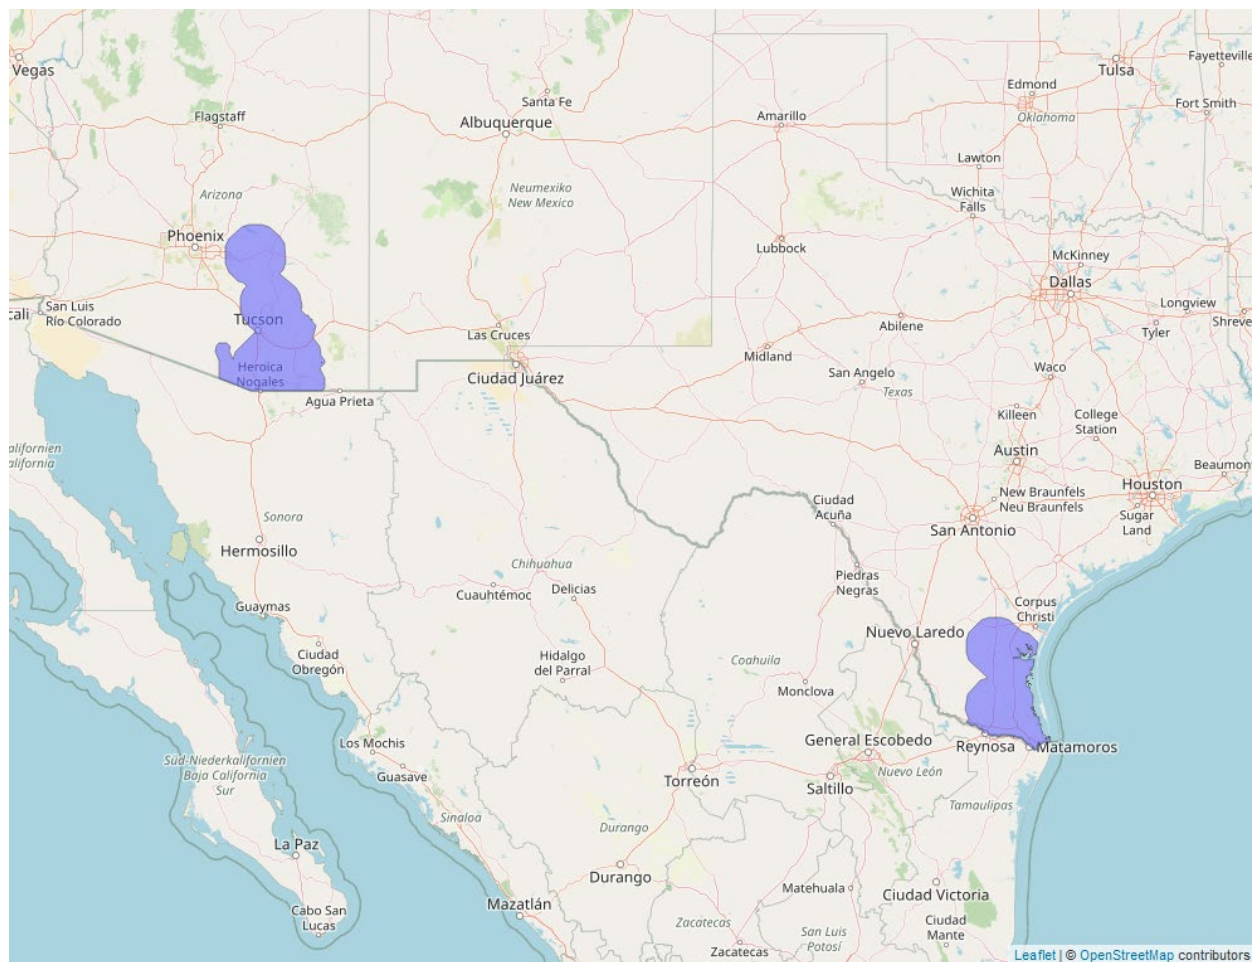 Vegas
Fayetteville
Tulsa
Edmond
Santa Fe
Fort Smith
Flagstaff
Amarillo
Oklahoma
Albuquerque
Lawton
Arizona
Neumexiko
New Mexico
Wichita
Falls
Phoenix
Lubbock
McKinney
Dallas
San Luis
Río Colorado
cali
Longview
Tucson
Abilene
Tyler
Shreve
Las Cruces
Midland
Heroica
Nogales
Ciudad Juárez
San Angelo
Waco
Texas
Agua Prieta
Killeen
College
Station
alifornien
alifornia
Austin
Beaumon
Houston
New Braunfels
Neu Braunfels
Ciudad
Acuña
Sonora
Sugar
Land
San Antonio
Hermosillo
Chihuahua
Piedras
Negras
Cuauhtémoc
Delicias
Guaymas
Corpus
Christi
Nuevo Laredo
Ciudad
Obregón
Hidalgo
del Parral
Coahuila
Monclova
Los Mochis
General Escobedo
Reynosa
Matamoros
Süd-Niederkalifornien
Baja California
Sur
Guasave
Torreón
Nuevo León
Saltillo
Sinaloa
Tamaulipas
Durango
La Paz
Durango
Matehuala
Ciudad Victoria
Mazatlán
Cabo San
Lucas
Zacatecas
San Luis
Potosí
Ciudad
Mante
Zacatecas
Leaflet | © OpenStreetMap contributors